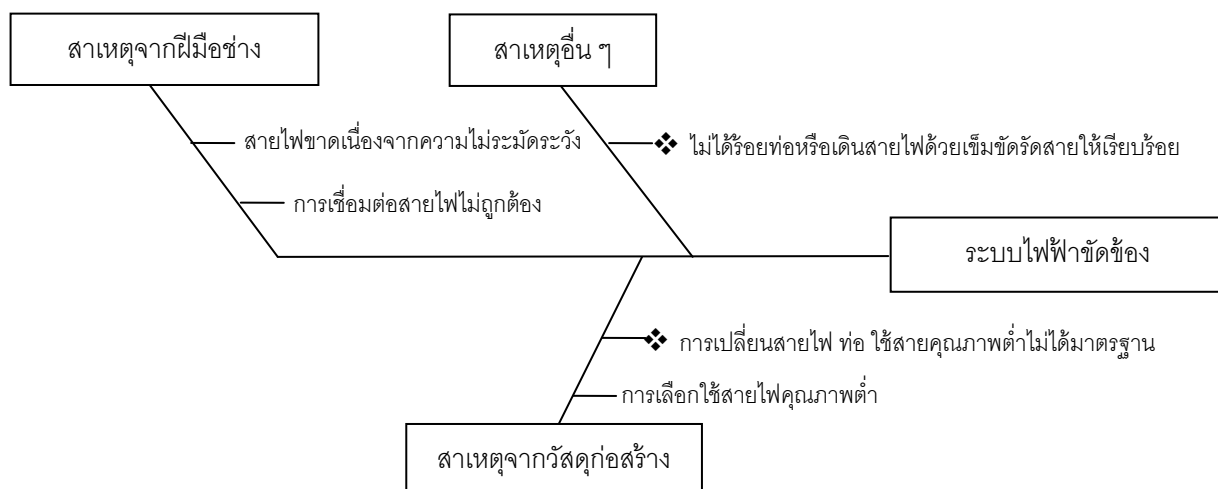 สาเหตุจากฝีมือช่าง
สาเหตุอื่น ๆ
สายไฟขาดเนื่องจากความไม่ระมัดระวัง
❖ ไม่ได้ร้อยท่อหรือเดินสายไฟด้วยเข็มขัดรัดสายให้เรียบร้อย
การเชื่อมต่อสายไฟไม่ถูกต้อง
ระบบไฟฟ้าขัดข้อง
❖ การเปลี่ยนสายไฟ ท่อ ใช้สายคุณภาพต่ำไม่ได้มาตรฐาน
การเลือกใช้สายไฟคุณภาพต่ำ
สาเหตุจากวัสดุก่อสร้าง